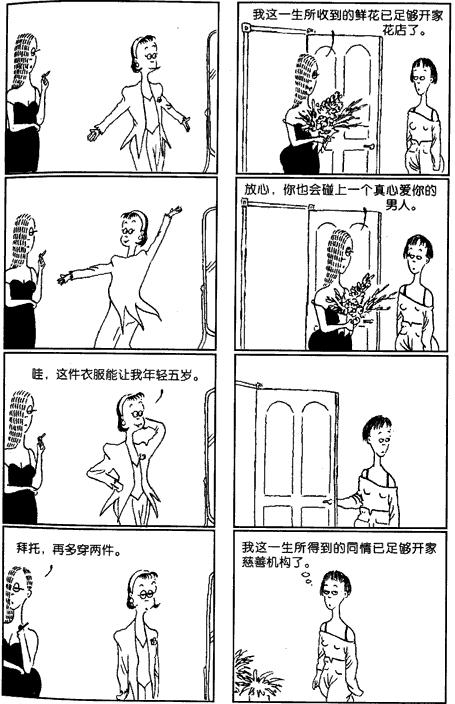 哇，这件衣服能让我年轻五岁。
拜托，再多穿两件。
我这一生所收到的鲜花已足够开家
花店了。
放心，你也会碰上一个真心爱你的
男人。
我这一生所得到的同情已足够开家
慈善机构了。